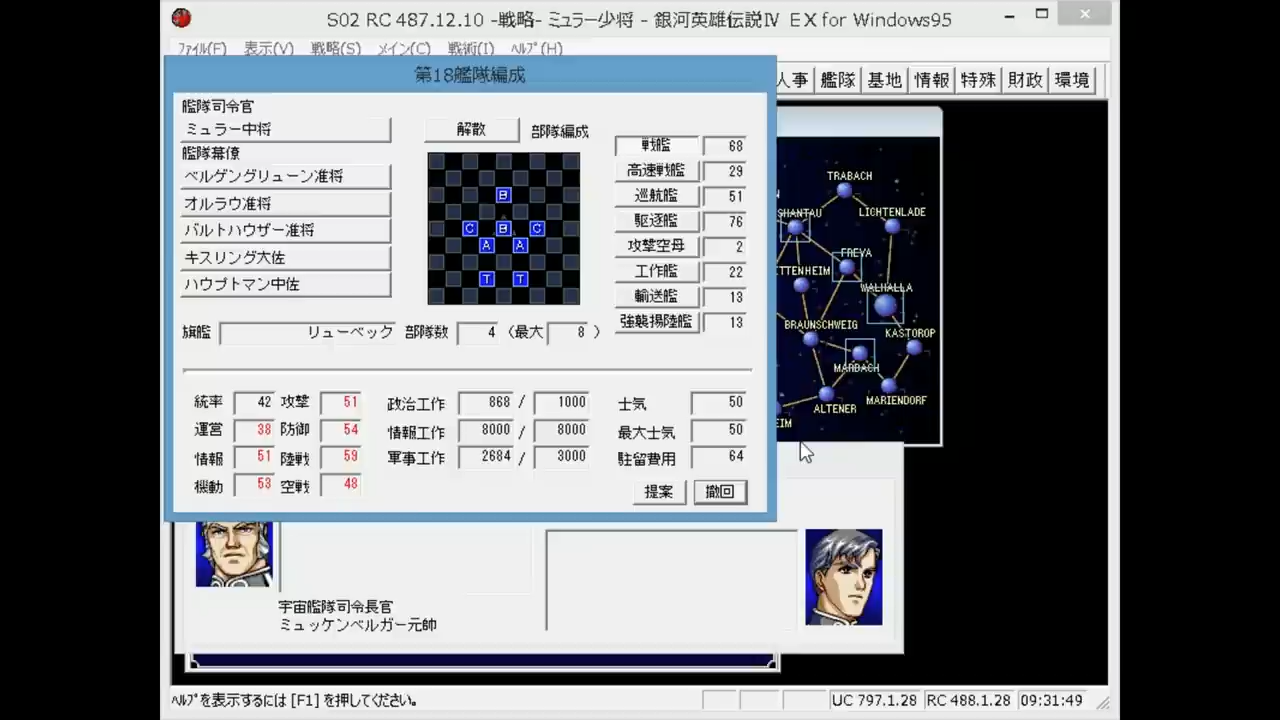 S02 RC 487.12.10 -戦略- ミュラー少将 - 銀河英雄伝説Ⅳ EX for Windows95
ﾌｧｲﾙ(F) 表示(V) 戦略(S) メイン(C) 戦術(I) ﾍﾙﾌﾟ(H)
人事 艦隊 基地 情報 特殊 財政 環境
第18艦隊編成
艦隊司令官
ミュラー中将
艦隊幕僚
ベルゲングリューン准将
オルラウ准将
バルトハウザー准将
キスリング大佐
ハウプトマン中佐
解散 部隊編成
B
C B C
A A
T T
戦艦 68
高速戦艦 29
巡航艦 51
駆逐艦 76
攻撃空母 2
工作艦 22
輸送艦 13
強襲揚陸艦 13
旗艦 リューベック 部隊数 4 (最大 8 )
統率 42 攻撃 51 政治工作 868 / 1000 士気 50
運営 38 防御 54 情報工作 8000 / 8000 最大士気 50
情報 51 陸戦 59 軍事工作 2684 / 3000 駐留費用 64
機動 53 空戦 48
提案 撤回
TRABACH
SHANTAU
LICHTENLADE
FREYA
ETTENHEIM
WALHALLA
BRAUNSCHWEIG
KASTOROP
MARBACH
MARIENDORF
ALTENER
EIM
宇宙艦隊司令長官
ミュッケンベルガー元帥
ﾍﾙﾌﾟを表示するには [F1] を押してください。
UC 797.1.28 RC 488.1.28 09:31:49